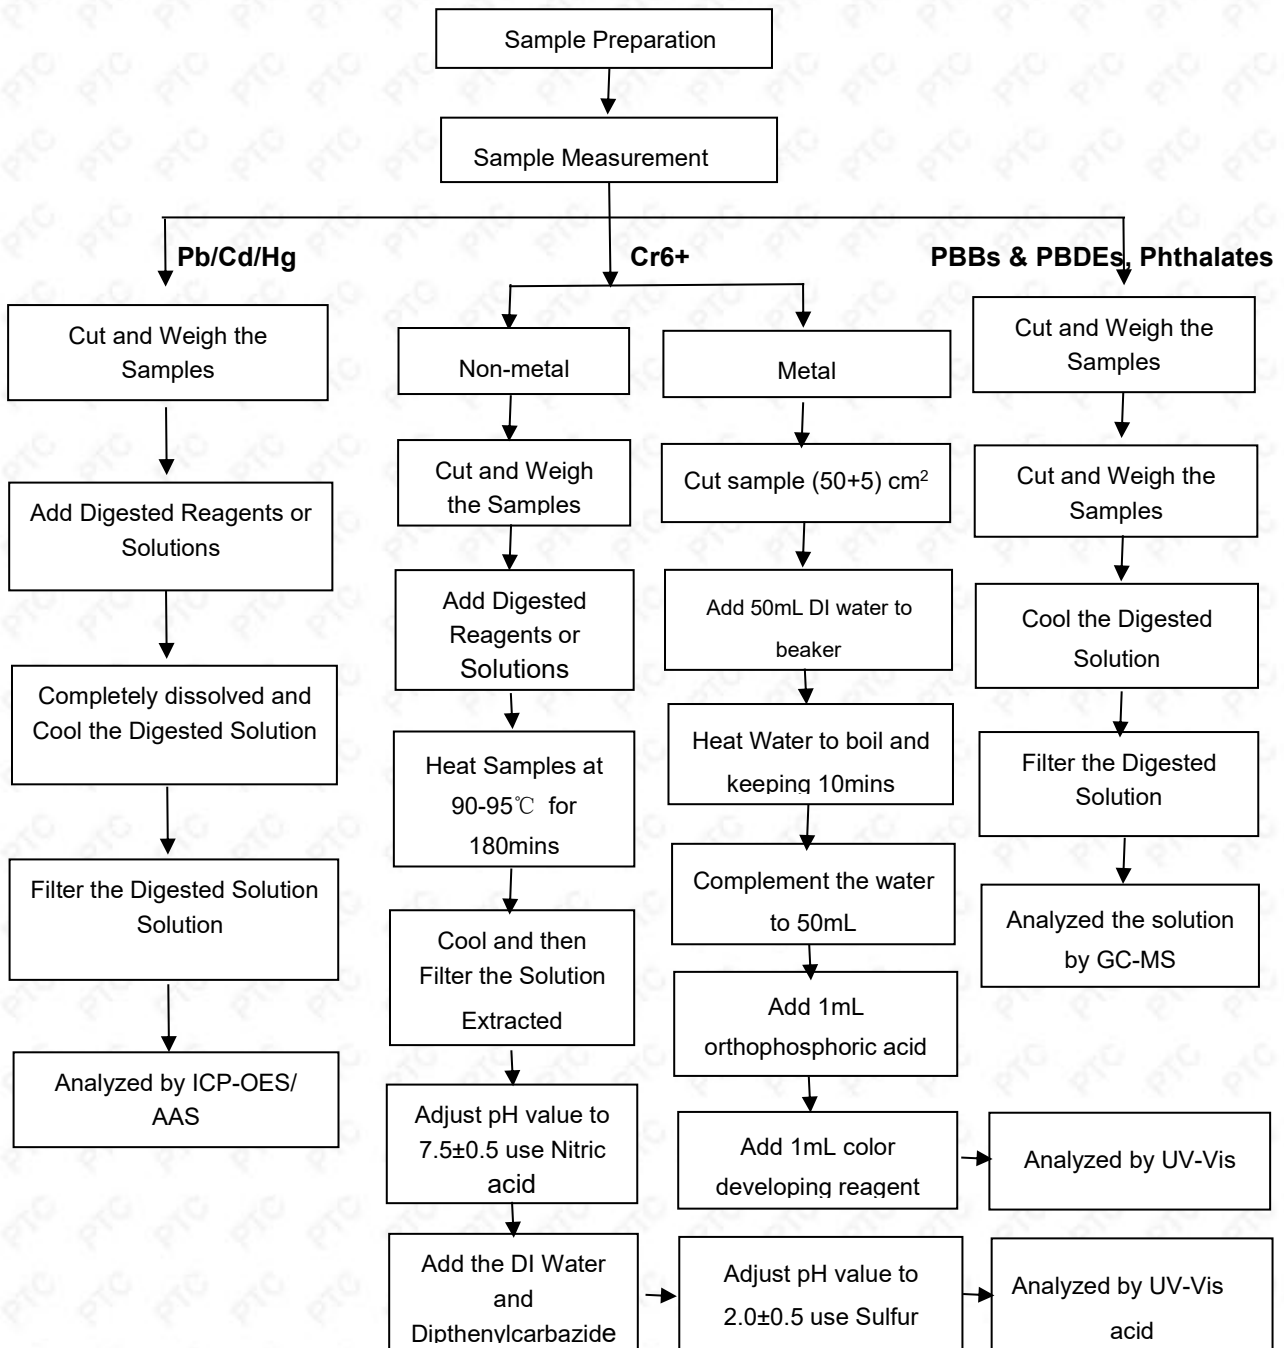 Sample Preparation
Sample Measurement
Pb/Cd/Hg
Cr6+
PBBs & PBDEs, Phthalates
Cut and Weigh the
Samples
Add Digested Reagents or
Solutions
Completely dissolved and
Cool the Digested Solution
Filter the Digested Solution
Solution
Analyzed by ICP-OES/
AAS
Non-metal
Cut and Weigh
the Samples
Add Digested
Reagents or
Solutions
Heat Samples at
90-95℃ for
180mins
Cool and then
Filter the Solution
Extracted
Adjust pH value to
7.5±0.5 use Nitric
acid
Add the DI Water
and
Dipthenylcarbazide
Adjust pH value to
2.0±0.5 use Sulfur
Analyzed by UV-Vis
acid
Metal
Cut sample (50+5) cm²
Add 50mL DI water to
beaker
Heat Water to boil and
keeping 10mins
Complement the water
to 50mL
Add 1mL
orthophosphoric acid
Add 1mL color
developing reagent
Analyzed by UV-Vis
Cut and Weigh the
Samples
Cut and Weigh the
Samples
Cool the Digested
Solution
Filter the Digested
Solution
Analyzed the solution
by GC-MS